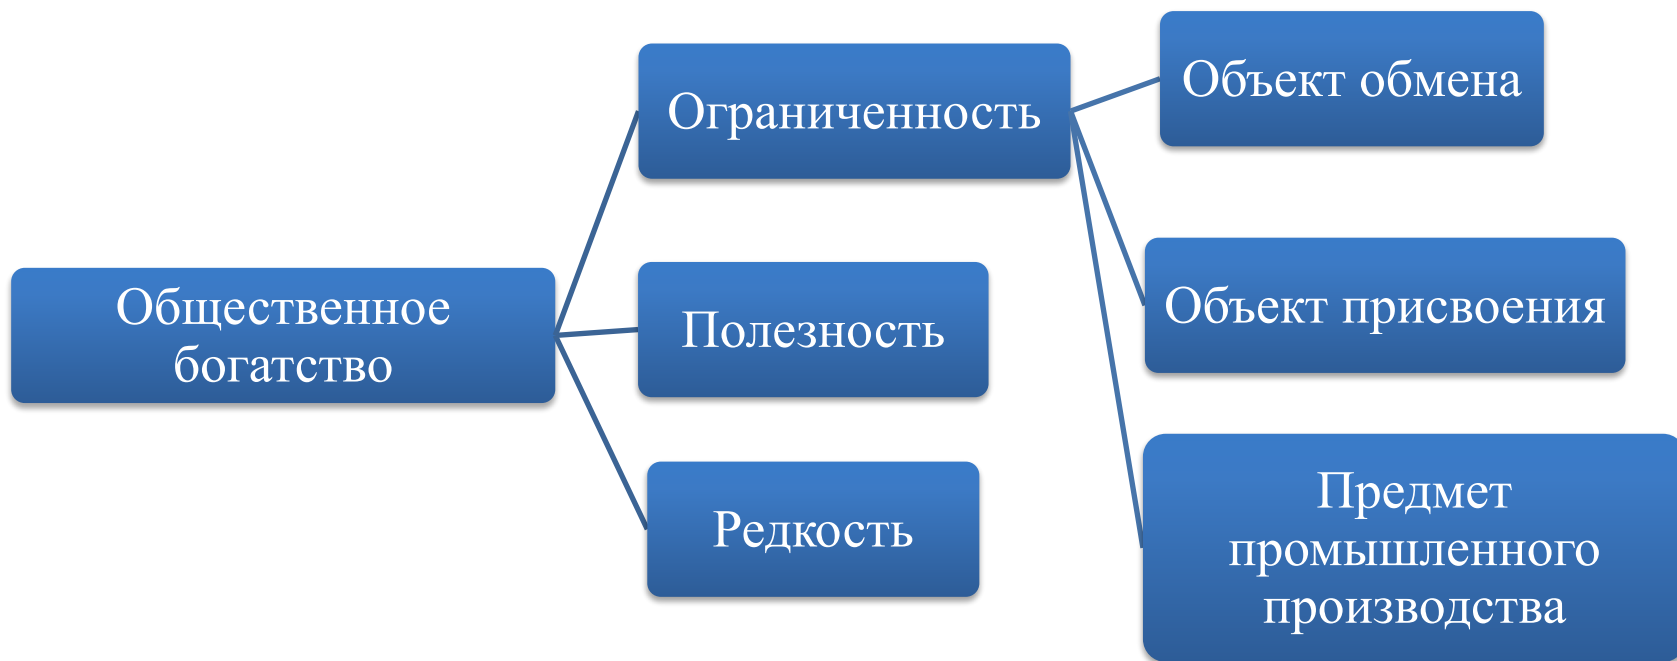 Общественное
богатство
Ограниченность
Полезность
Редкость
Объект обмена
Объект присвоения
Предмет
промышленного
производства